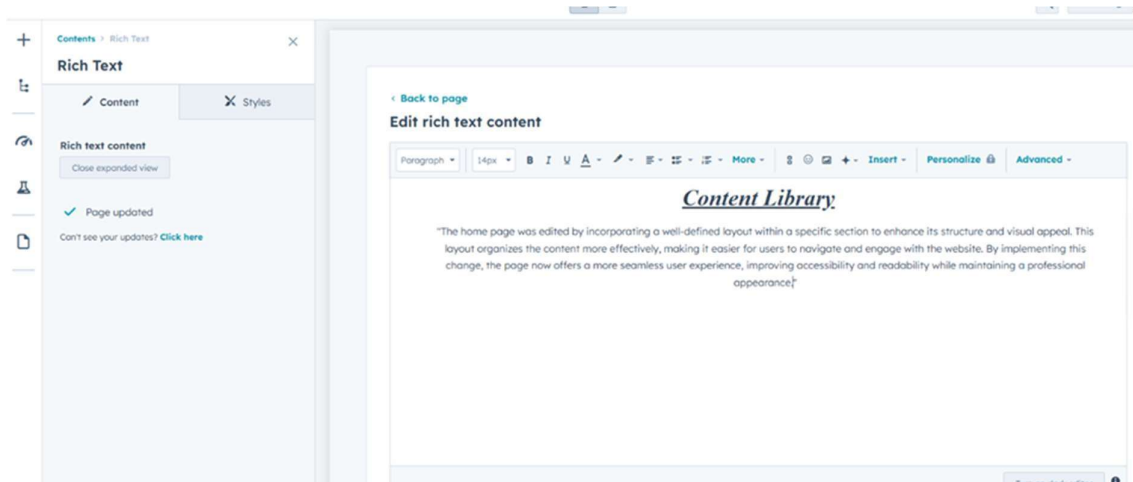 Contents > Rich Text
Rich Text
Content
Styles
Rich text content
Close expanded view
Page updated
Can't see your updates? Click here
Back to page
Edit rich text content
Paragraph
14px
B I U A
More
Insert
Personalize
Advanced
Content Library
"The home page was edited by incorporating a well-defined layout within a specific section to enhance its structure and visual appeal. This
layout organizes the content more effectively, making it easier for users to navigate and engage with the website. By implementing this
change, the page now offers a more seamless user experience, improving accessibility and readability while maintaining a professional
appearance."